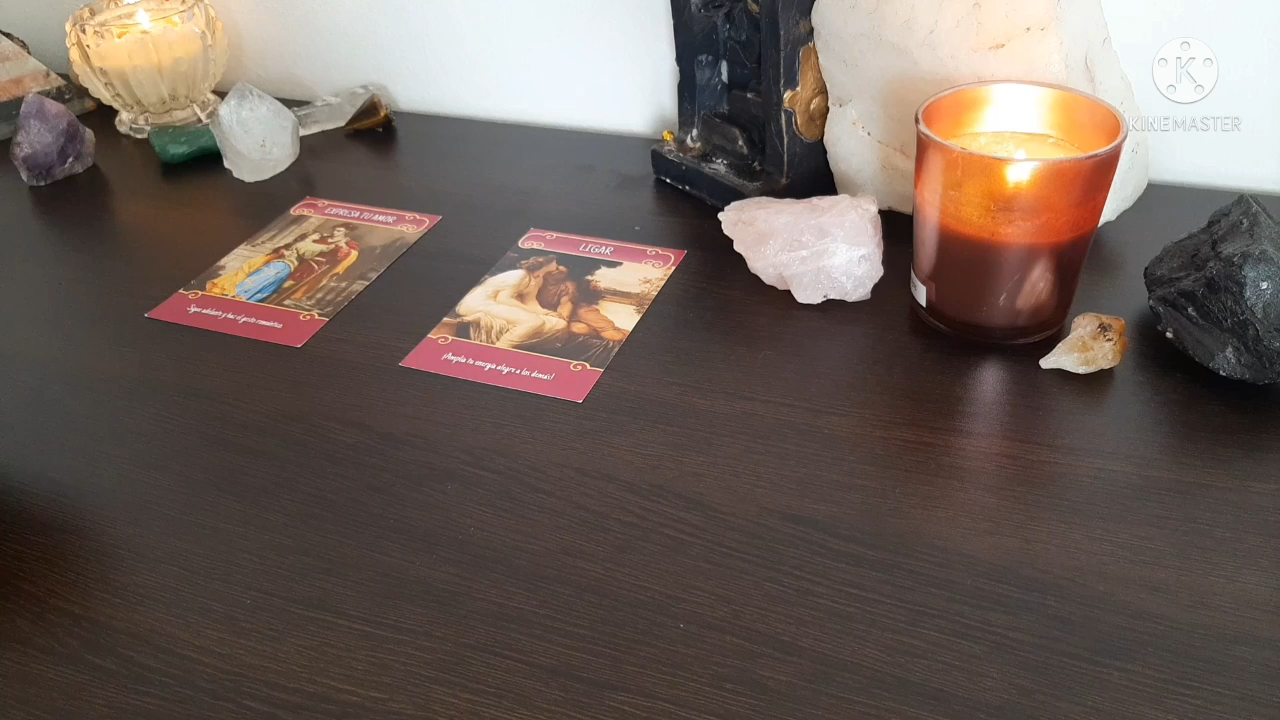 K
KINEMASTER
EXPRESA TU AMOR
Sigue adelante y haz el gesto romántico.
LIGAR
¡Amplía tu energía alegre a los demás!